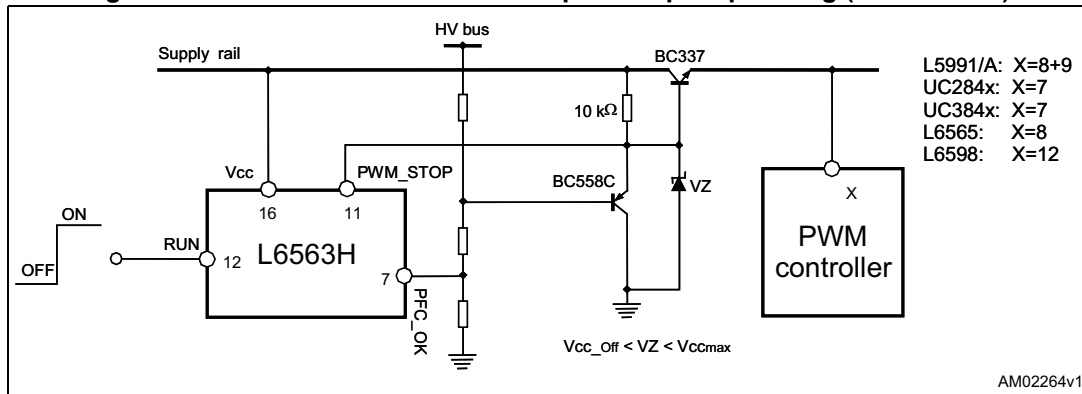 HV bus
Supply rail
BC337
L5991/A: X=8+9
UC284x: X=7
UC384x: X=7
L6565: X=8
L6598: X=12
10 kΩ
Vcc
PWM_STOP
BC558C
VZ
16
11
X
ON
OFF
RUN
12
L6563H
7
PFC_OK
PWM
controller
Vcc_Off < VZ < Vccmax
AM02264v1